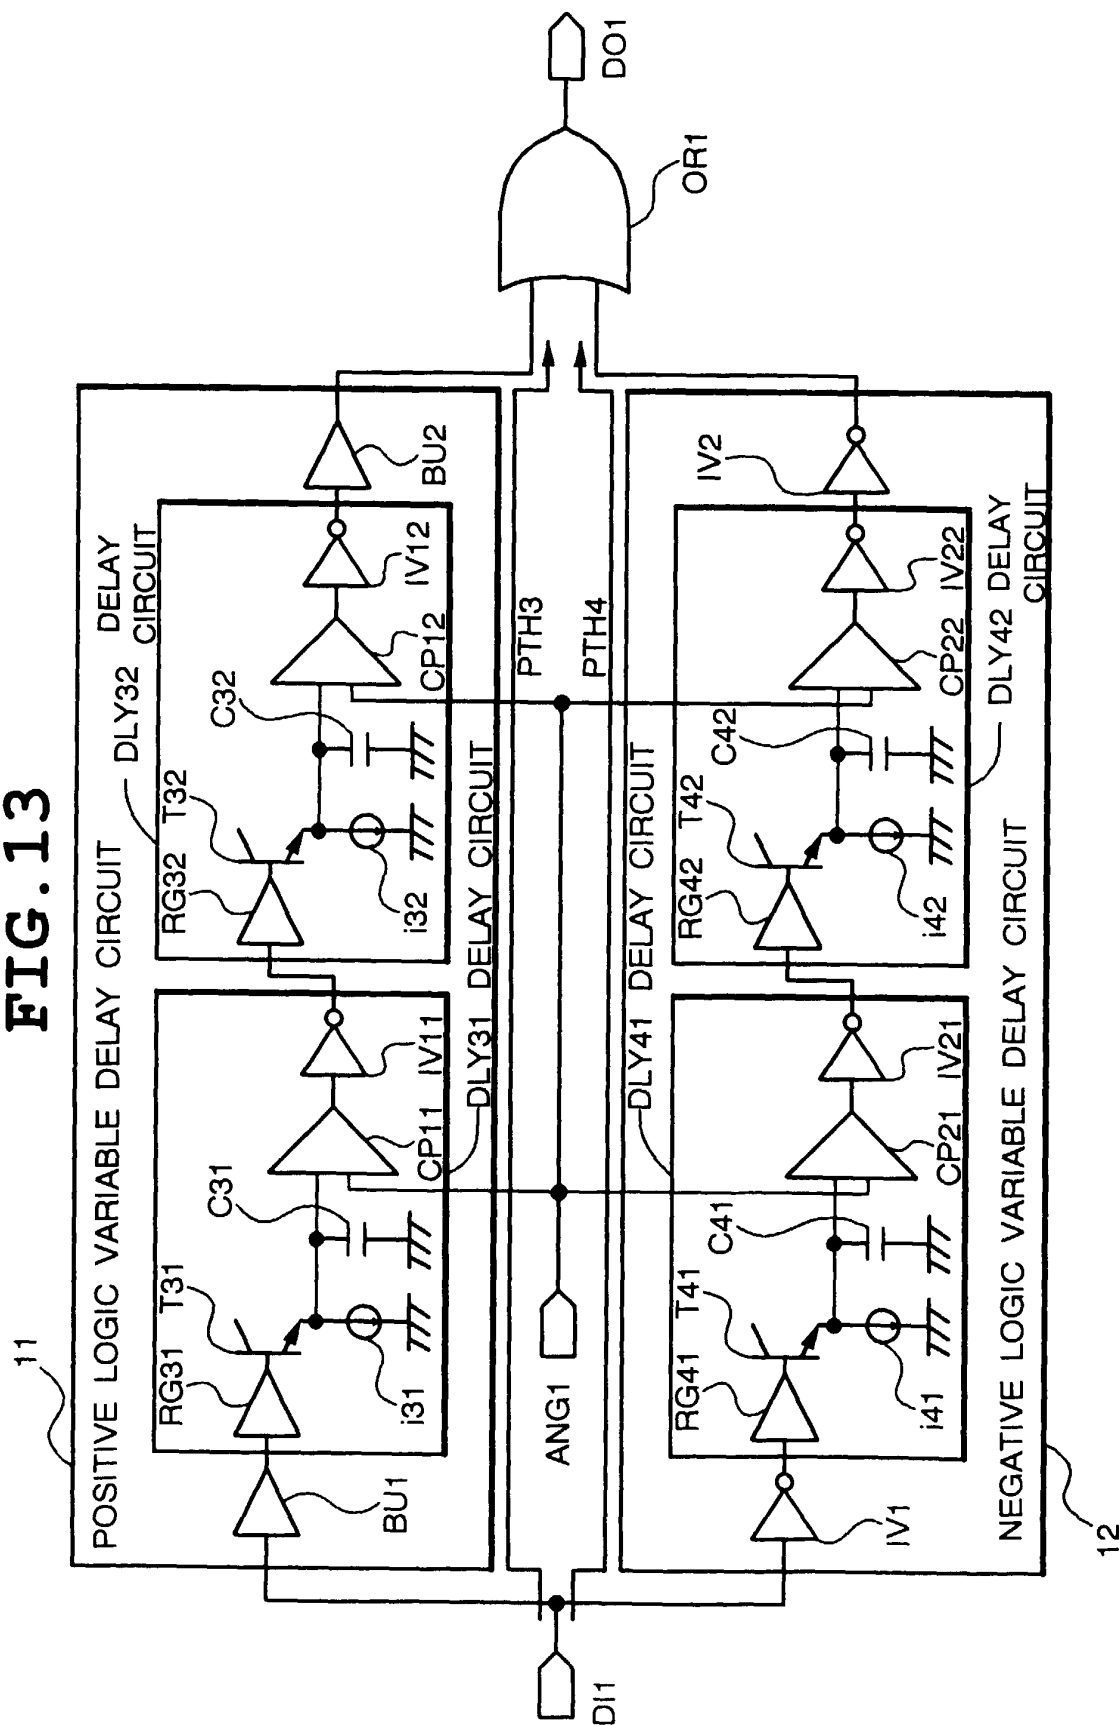 FIG.13
11
POSITIVE LOGIC VARIABLE DELAY CIRCUIT
DLY32 DELAY
CIRCUIT
RG31
T31
C31
RG32
T32
C32
BU1
i31
CP11
IV11
i32
CP12
IV12
BU2
DLY31 DELAY CIRCUIT
PTH3
DI1
ANG1
OR1
DO1
PTH4
DLY41 DELAY CIRCUIT
RG41
T41
C41
RG42
T42
C42
IV2
IV1
i41
CP21
IV21
i42
CP22
IV22
DLY42 DELAY
CIRCUIT
NEGATIVE LOGIC VARIABLE DELAY CIRCUIT
12